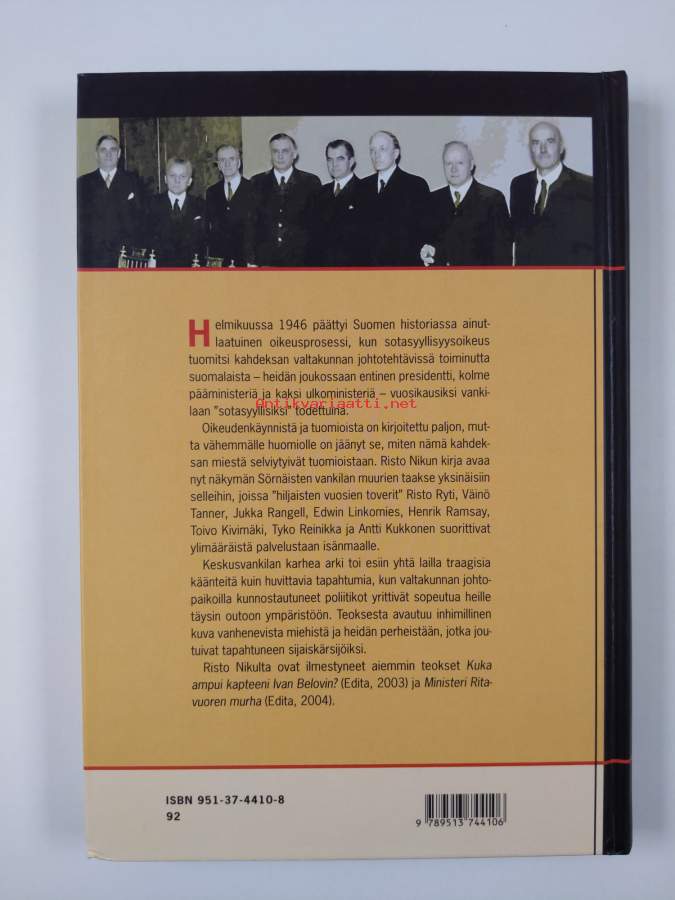 Helmikuussa 1946 päättyi Suomen historiassa ainut-
laatuinen oikeusprosessi, kun sotasyyllisyysoikeus
tuomitsi kahdeksan valtakunnan johtotehtävissä toiminutta
suomalaista – heidän joukossaan entinen presidentti, kolme
pääministeriä ja kaksi ulkoministeriä – vuosikausiksi vanki-
Antikvariaatti.net
laan "sotasyyllisiksi" todettuina.
Oikeudenkäynnistä ja tuomioista on kirjoitettu paljon, mut-
ta vähemmälle huomiolle on jäänyt se, miten nämä kahdek-
san miestä selviytyivät tuomioistaan. Risto Nikun kirja avaa
nyt näkymän Sörnäisten vankilan muurien taakse yksinäisiin
selleihin, joissa "hiljaisten vuosien toverit" Risto Ryti, Väinö
Tanner, Jukka Rangell, Edwin Linkomies, Henrik Ramsay,
Toivo Kivimäki, Tyko Reinikka ja Antti Kukkonen suorittivat
ylimääräistä palvelustaan isänmaalle.
Keskusvankilan karhea arki toi esiin yhtä lailla traagisia
käänteitä kuin huvittavia tapahtumia, kun valtakunnan johto-
paikoilla kunnostautuneet poliitikot yrittivät sopeutua heille
täysin outoon ympäristöön. Teoksesta avautuu inhimillinen
kuva vanhenevista miehistä ja heidän perheistään, jotka jou-
tuivat tapahtuneen sijaiskärsijöiksi.
Risto Nikulta ovat ilmestyneet aiemmin teokset Kuka
ampui kapteeni Ivan Belovin? (Edita, 2003) ja Ministeri Rita-
vuoren murha (Edita, 2004).
ISBN 951-37-4410-8
92
9 789513 744106